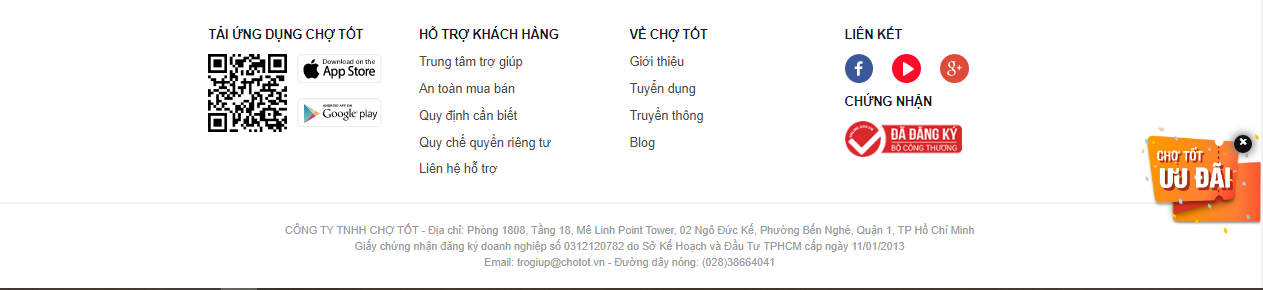 TẢI ỨNG DỤNG CHỢ TỐT
Download on the
App Store
ANDROID APP ON
Google play
HỖ TRỢ KHÁCH HÀNG
Trung tâm trợ giúp
An toàn mua bán
Quy định cần biết
Quy chế quyền riêng tư
Liên hệ hỗ trợ
VỀ CHỢ TỐT
Giới thiệu
Tuyển dụng
Truyền thông
Blog
LIÊN KẾT
f
g+
CHỨNG NHẬN
ĐÃ ĐĂNG KÝ
BỘ CÔNG THƯƠNG
CHỢ TỐT
ƯU ĐÃI
CÔNG TY TNHH CHỢ TỐT - Địa chỉ: Phòng 1808, Tầng 18, Mê Linh Point Tower, 02 Ngô Đức Kế, Phường Bến Nghé, Quận 1, TP Hồ Chí Minh
Giấy chứng nhận đăng ký doanh nghiệp số 0312120782 do Sở Kế Hoạch và Đầu Tư TPHCM cấp ngày 11/01/2013
Email: trogiup@chotot.vn - Đường dây nóng: (028)38664041